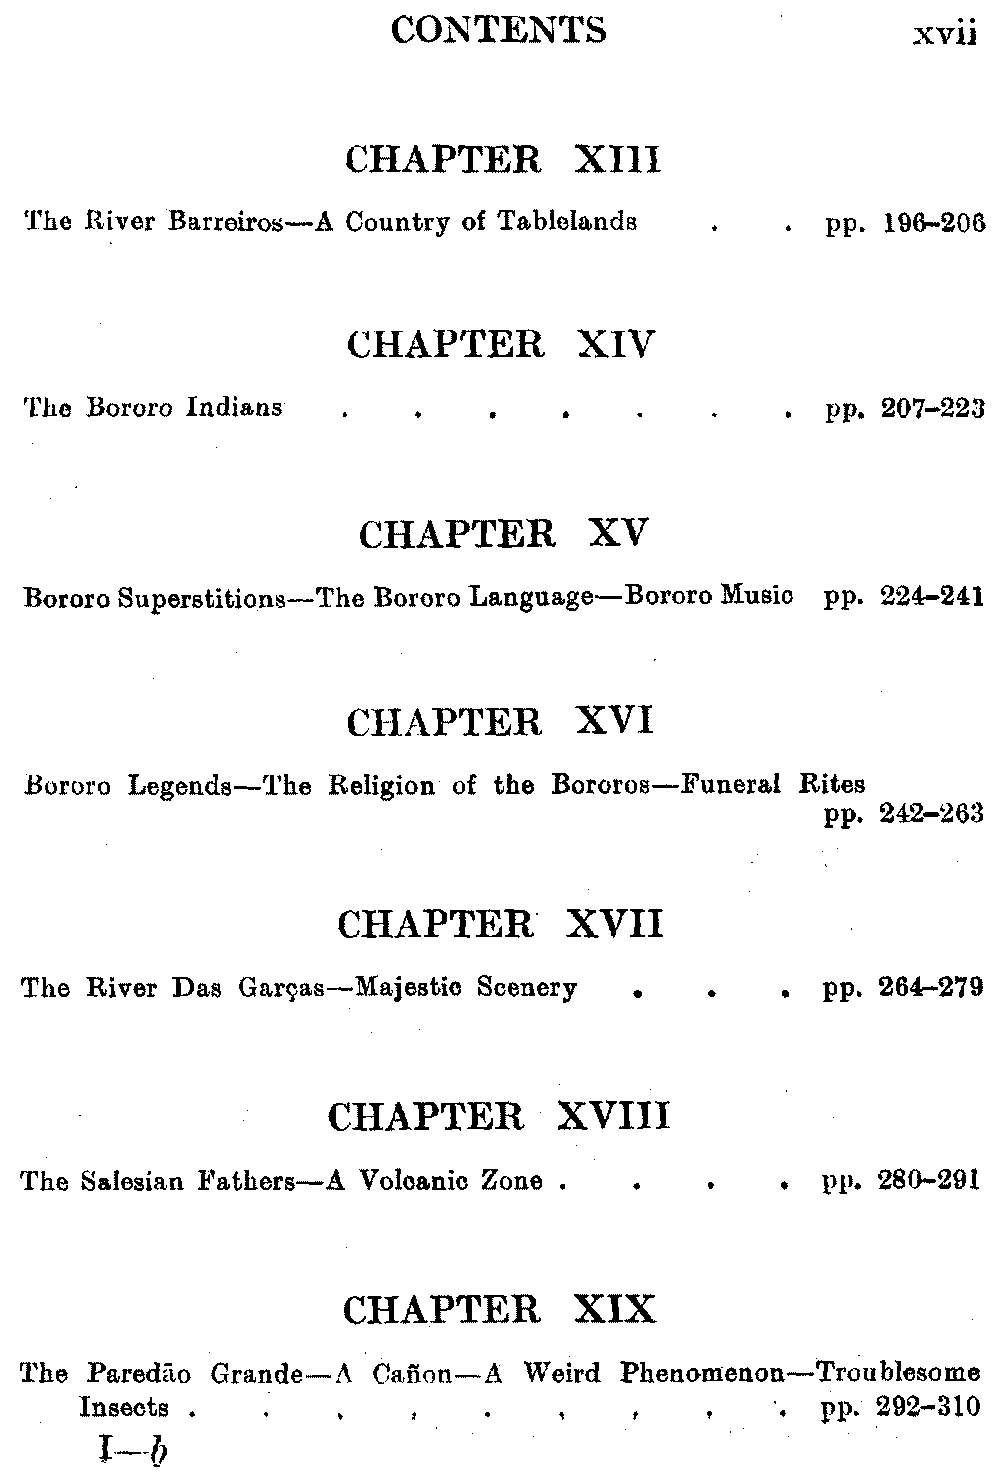 CONTENTS xvii
CHAPTER XIII
The River Barreiros—A Country of Tablelands . . pp. 196–206
CHAPTER XIV
The Bororo Indians . . . . . . . pp. 207–223
CHAPTER XV
Bororo Superstitions—The Bororo Language—Bororo Music pp. 224–241
CHAPTER XVI
Bororo Legends—The Religion of the Bororos—Funeral Rites
pp. 242–263
CHAPTER XVII
The River Das Garças—Majestic Scenery . . . pp. 264–279
CHAPTER XVIII
The Salesian Fathers—A Volcanic Zone . . . . pp. 280–291
CHAPTER XIX
The Paredão Grande—A Cañon—A Weird Phenomenon—Troublesome
Insects . . . . . . . . . pp. 292–310
I—b